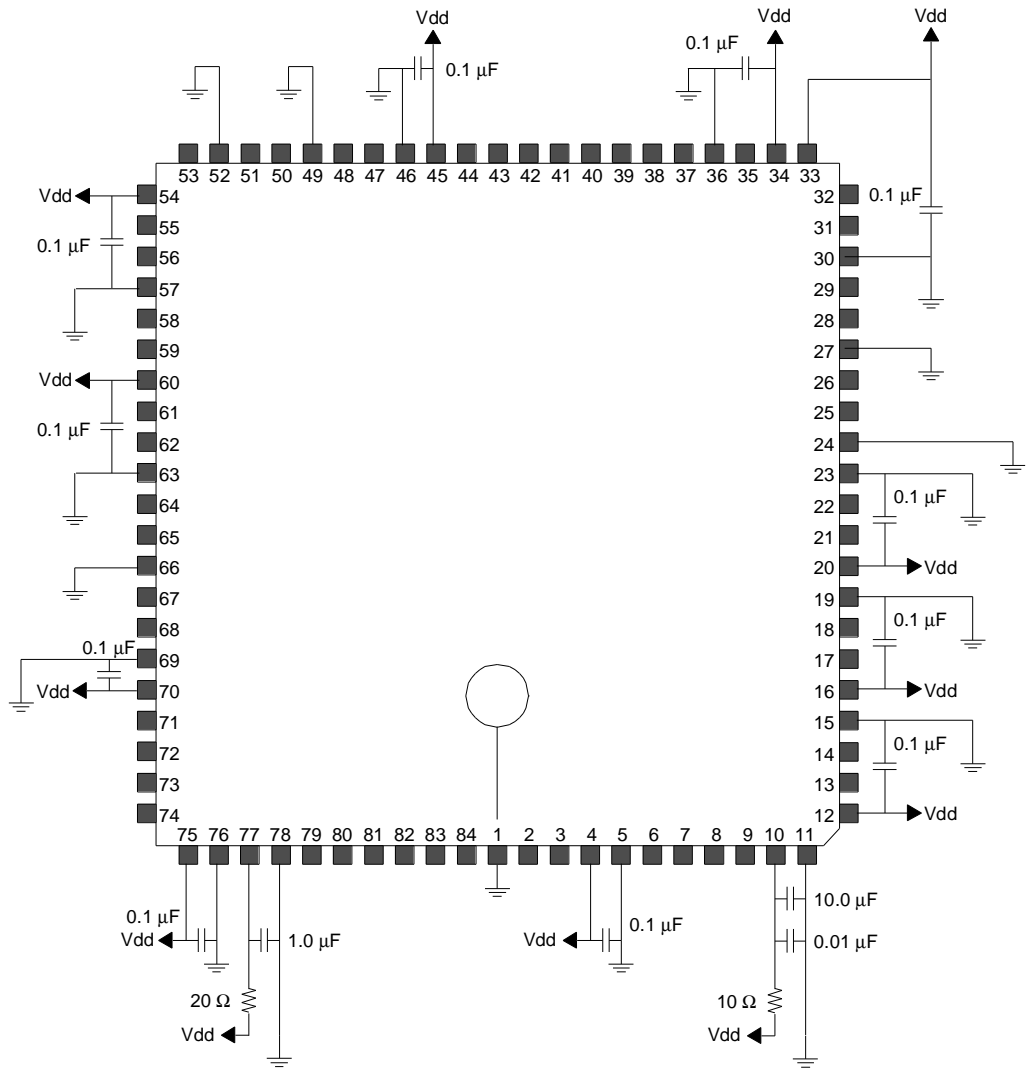 Vdd Vdd Vdd
0.1 µF 0.1 µF
53 52 51 50 49 48 47 46 45 44 43 42 41 40 39 38 37 36 35 34 33
Vdd 54 32 0.1 µF
55 31
0.1 µF 56 30
57 29
58 28
59 27
Vdd 60 26
61 25
0.1 µF 62 24
63 23
64 22 0.1 µF
65 21
66 20 Vdd
67 19
68 18 0.1 µF
0.1 µF 69 17
Vdd 70 16 Vdd
71 15
72 14 0.1 µF
73 13
74 12 Vdd
75 76 77 78 79 80 81 82 83 84 1 2 3 4 5 6 7 8 9 10 11
10.0 µF
0.1 µF 0.1 µF
Vdd 1.0 µF Vdd 0.01 µF
20 Ω 10 Ω
Vdd Vdd